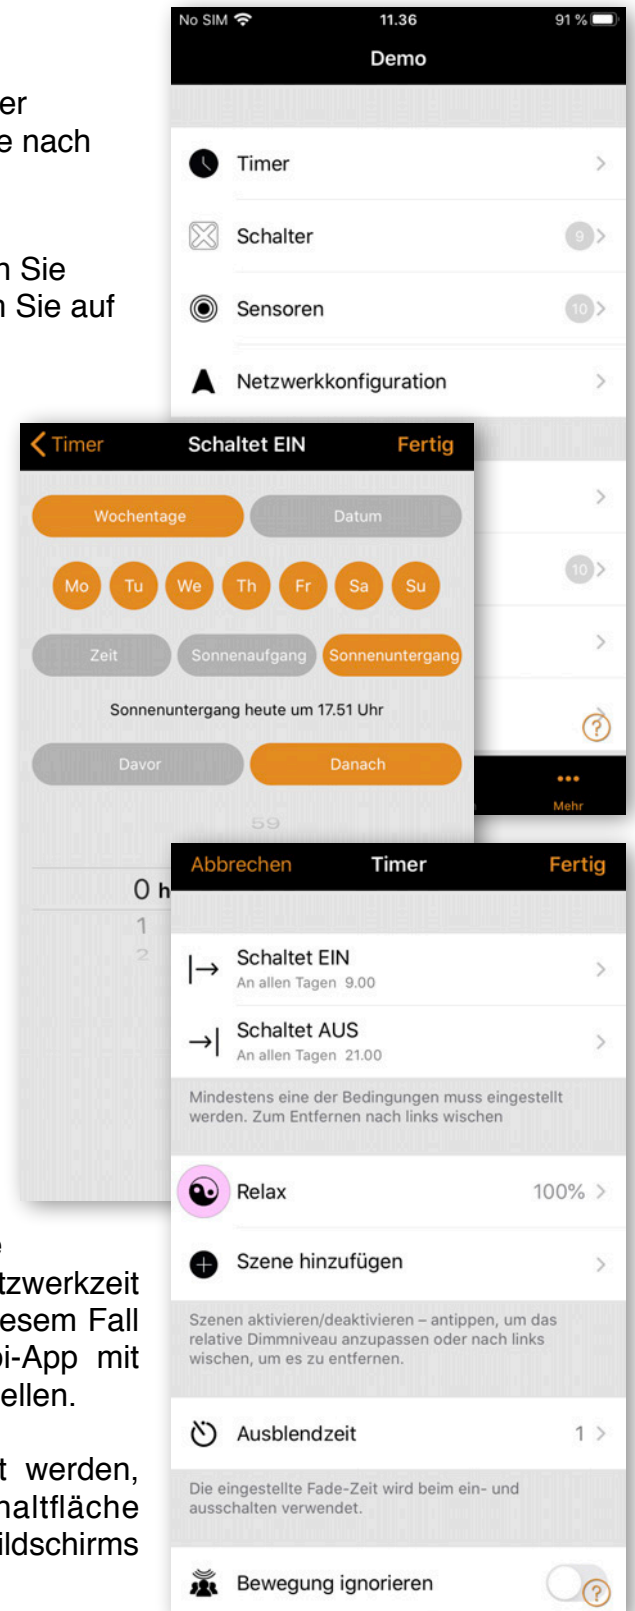 No SIM 11.36 91 %
Demo
er
e nach
Timer
Schalter 9
n Sie
n Sie auf
Sensoren 10
Netzwerkkonfiguration
Timer Schaltet EIN Fertig
Wochentage Datum
10
Mo Tu We Th Fr Sa Su
Zeit Sonnenaufgang Sonnenuntergang
Sonnenuntergang heute um 17.51 Uhr
?
Davor Danach
Mehr
59
0 h
1
2
Abbrechen Timer Fertig
Schaltet EIN
An allen Tagen 9.00
Schaltet AUS
An allen Tagen 21.00
Mindestens eine der Bedingungen muss eingestellt
werden. Zum Entfernen nach links wischen
Relax 100%
e
tzwerkzeit
Szene hinzufügen
esem Fall
oi-App mit
ellen.
Szenen aktivieren/deaktivieren – antippen, um das
relative Dimmniveau anzupassen oder nach links
wischen, um es zu entfernen.
Ausblendzeit 1
t werden,
haltfläche
ildschirms
Die eingestellte Fade-Zeit wird beim ein- und
ausschalten verwendet.
Bewegung ignorieren
?